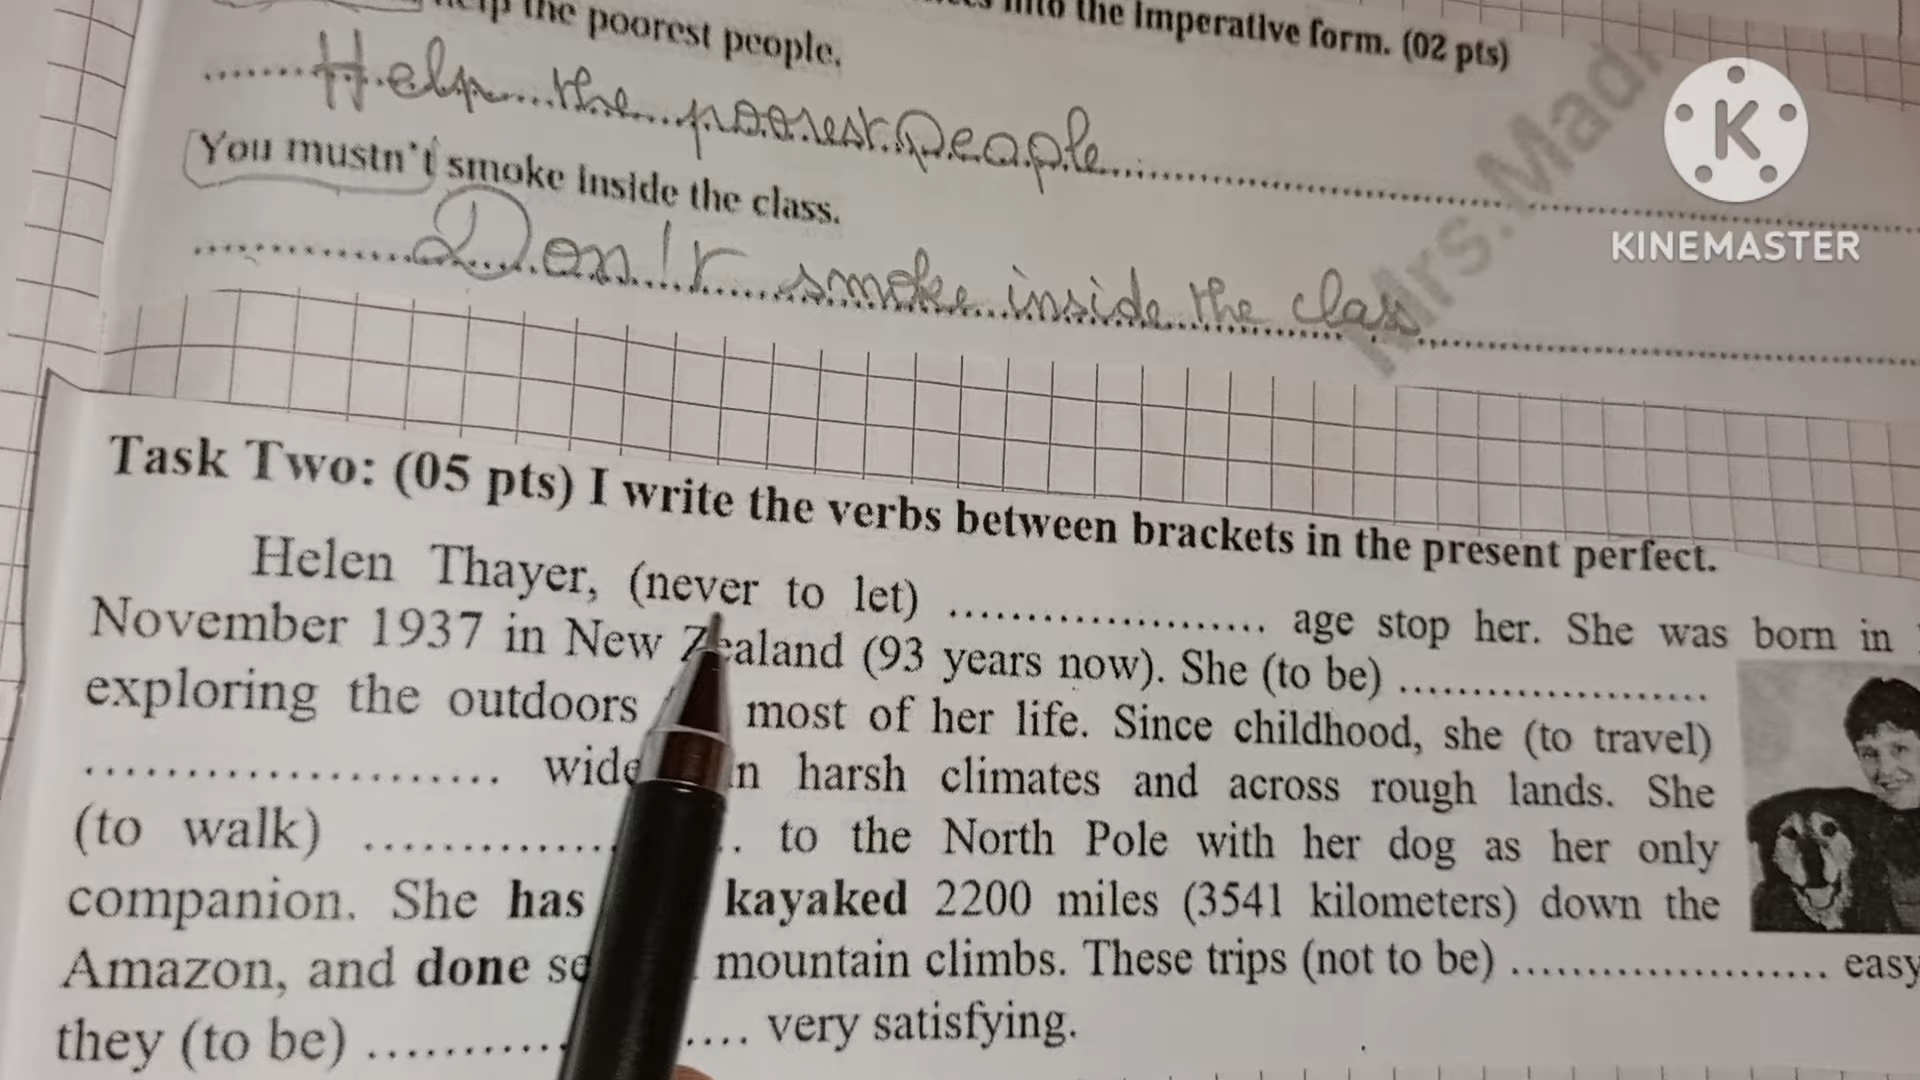 help the poorest people.
into the imperative form. (02 pts)
Help the poorest people
You mustn't smoke inside the class.
Don't smoke inside the class
Mrs.Mad
KINEMASTER
Task Two: (05 pts) I write the verbs between brackets in the present perfect.
Helen Thayer, (never to let) .................... age stop her. She was born in
November 1937 in New Zealand (93 years now). She (to be) ....................
exploring the outdoors most of her life. Since childhood, she (to travel)
.................... harsh climates and across rough lands. She
(to walk) .................... to the North Pole with her dog as her only
companion. She has kayaked 2200 miles (3541 kilometers) down the
Amazon, and done mountain climbs. These trips (not to be) .................... easy
they (to be) .................... very satisfying.